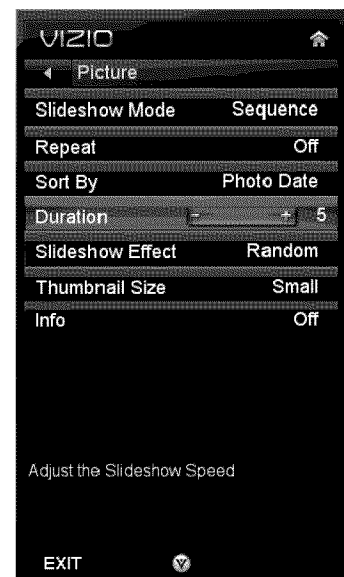 VIZIO
Picture
Slideshow Mode Sequence
Repeat Off
Sort By Photo Date
Duration - + 5
Slideshow Effect Random
Thumbnail Size Small
Info Off
Adjust the Slideshow Speed
EXIT V